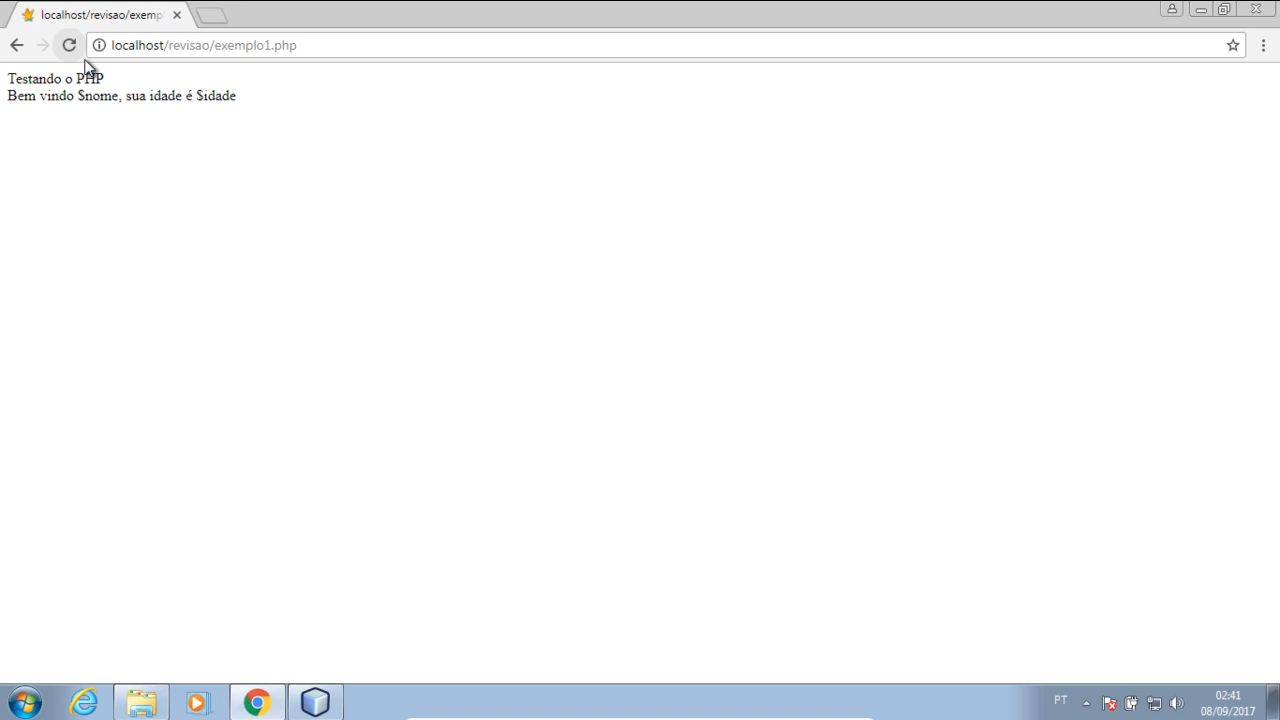 localhost/revisao/exemp
localhost/revisao/exemplo1.php
Testando o PHP
Bem vindo $nome, sua idade é $idade
PT
02:41
08/09/2017